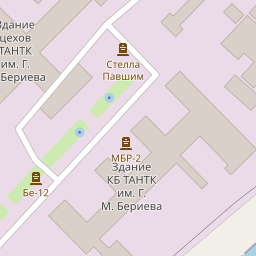 Здание
цехов
ТАНТК
им. Г.
М. Бериева
Стелла
Павшим
МБР-2
Здание
КБ ТАНТК
им. Г.
М. Бериева
Бе-12